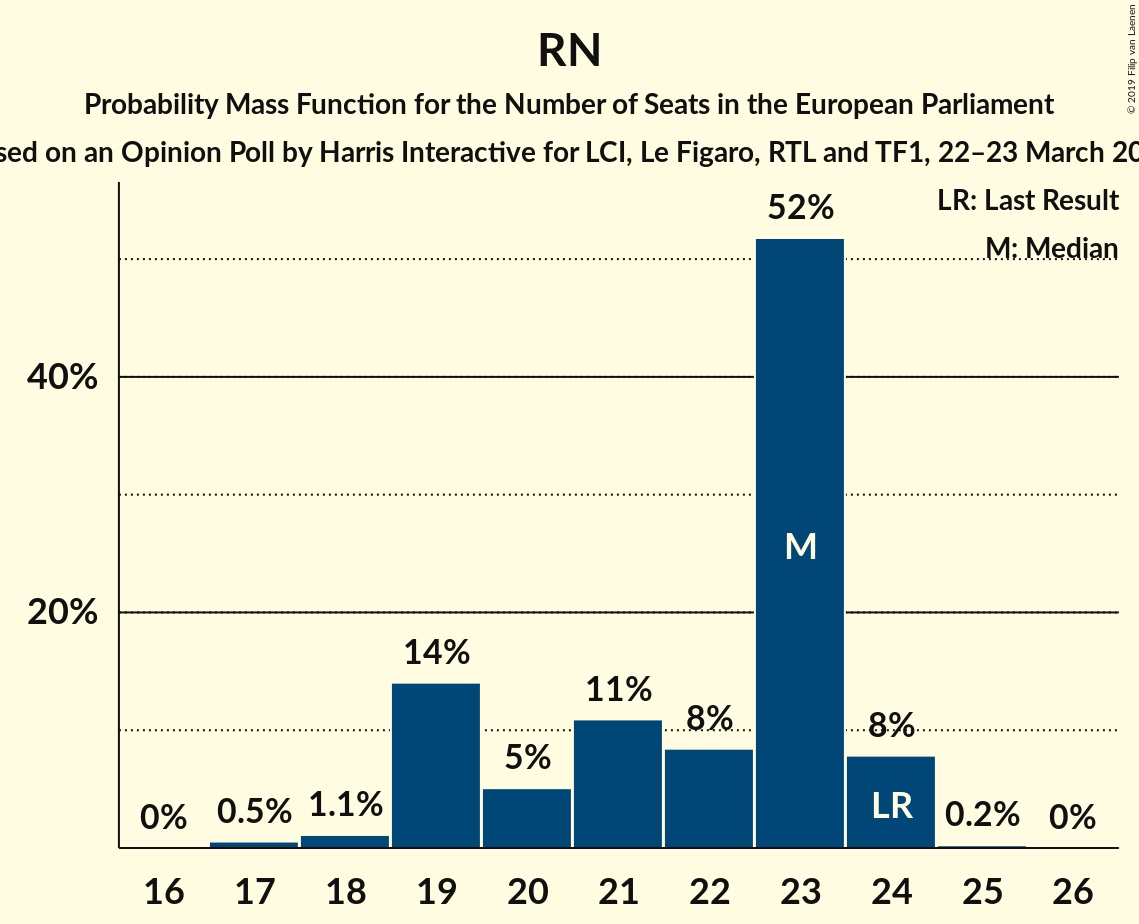 RN
Probability Mass Function for the Number of Seats in the European Parliament
sed on an Opinion Poll by Harris Interactive for LCI, Le Figaro, RTL and TF1, 22–23 March 20
© 2019 Filip van Laenen
LR: Last Result
M: Median
52%
40%
M
20%
14%
11%
8%
8%
5%
LR
0%
0.5%
1.1%
0.2%
0%
16 17 18 19 20 21 22 23 24 25 26